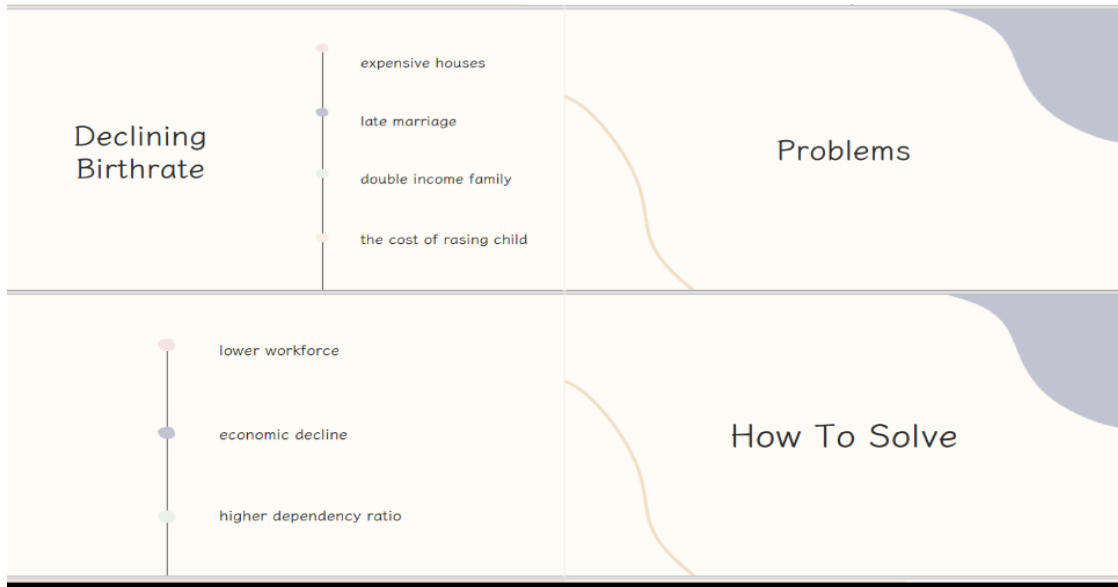 Declining
Birthrate
expensive houses
late marriage
double income family
the cost of rasing child
Problems
lower workforce
economic decline
higher dependency ratio
How To Solve